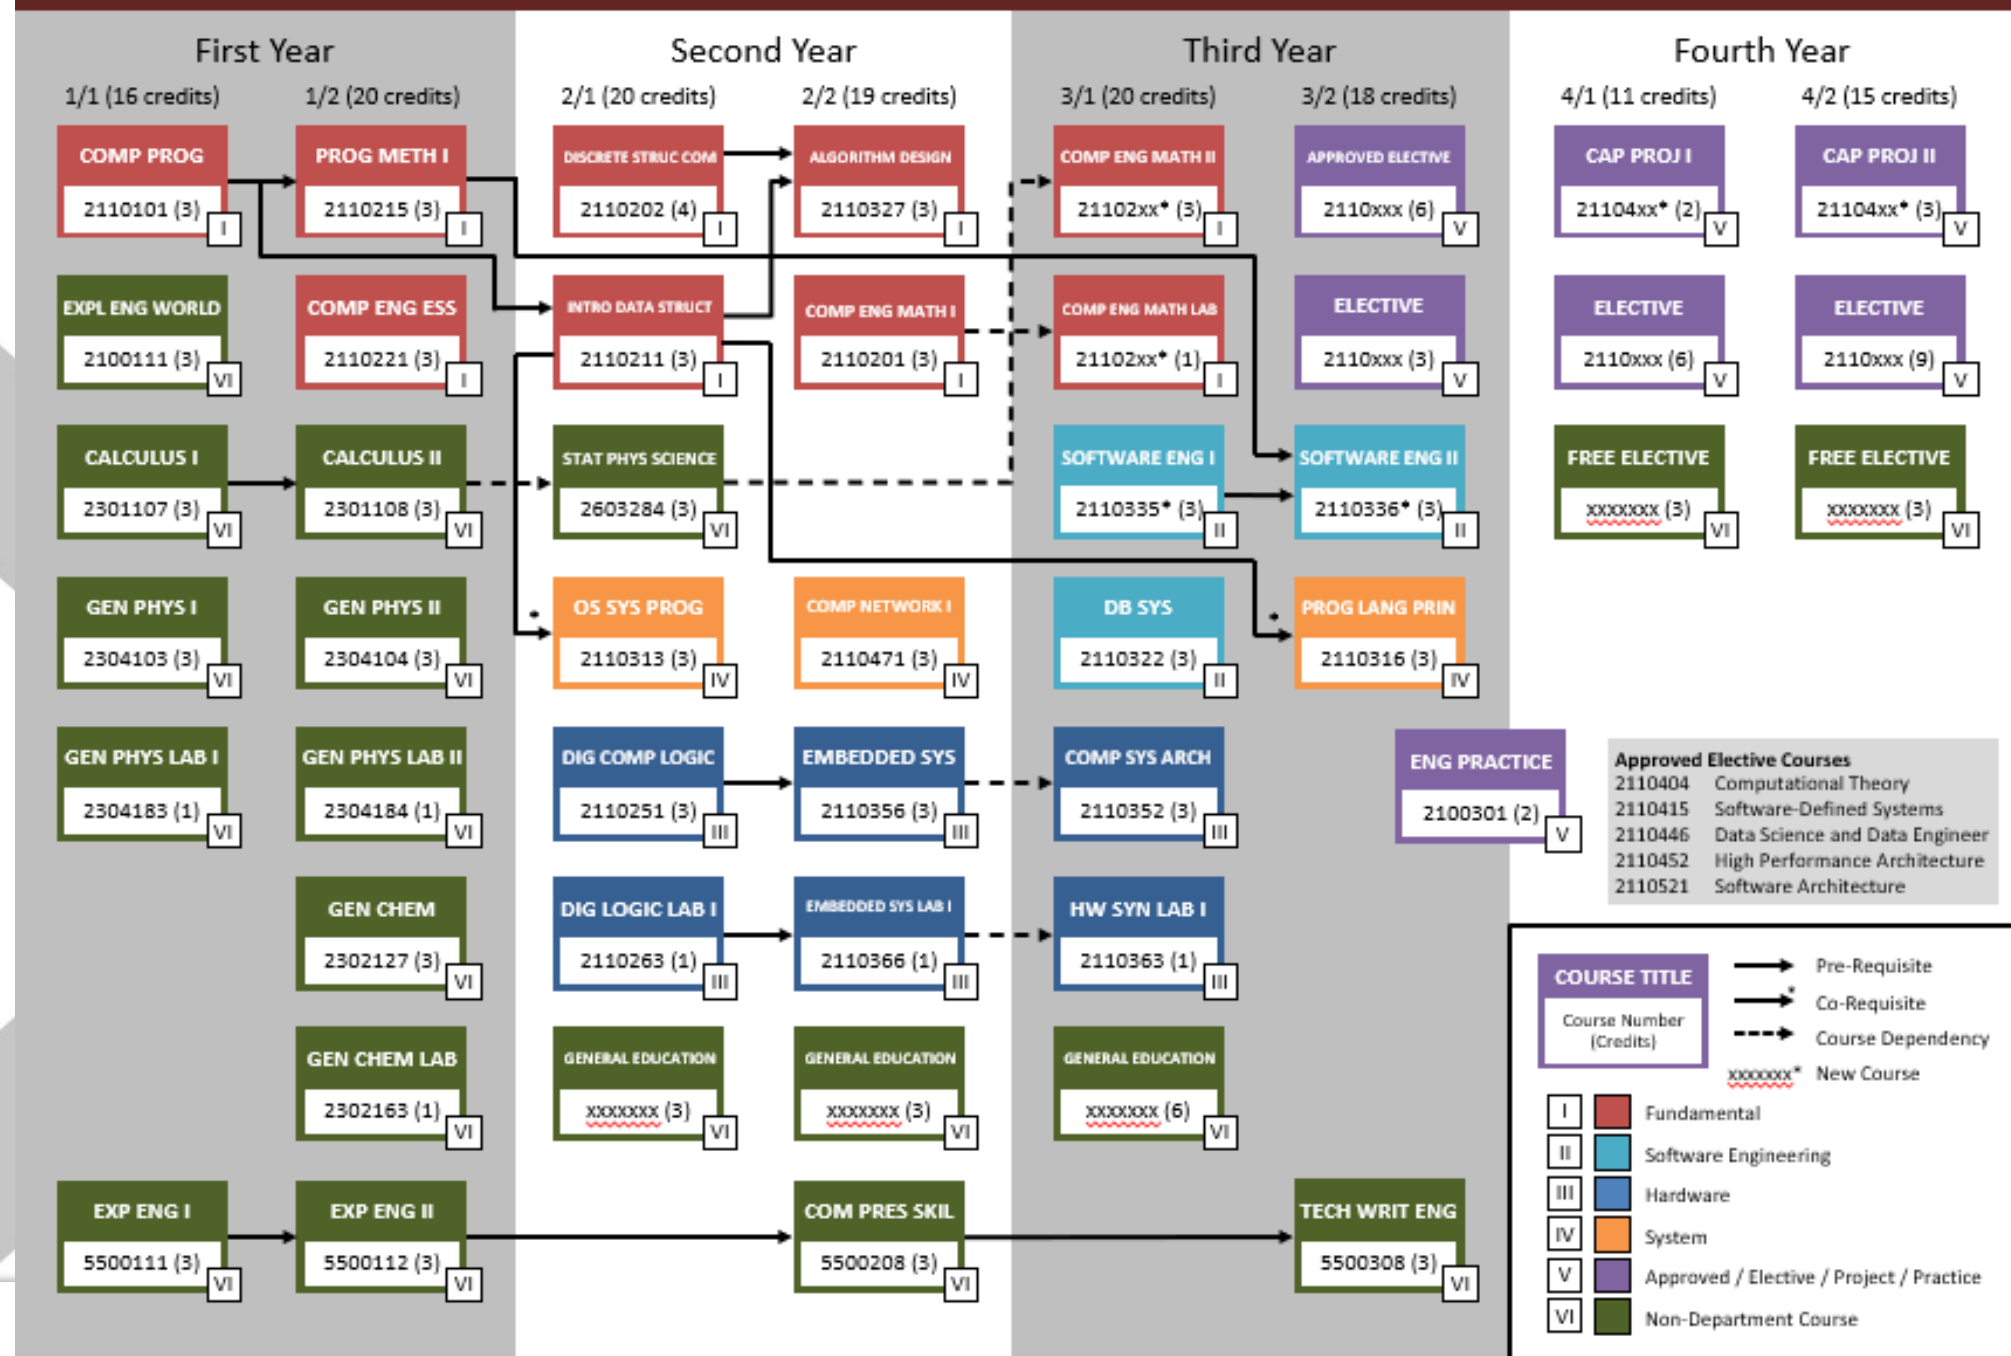 First Year
Second Year
Third Year
Fourth Year
1/1 (16 credits)
1/2 (20 credits)
2/1 (20 credits)
2/2 (19 credits)
3/1 (20 credits)
3/2 (18 credits)
4/1 (11 credits)
4/2 (15 credits)
COMP PROG
2110101 (3)
I
PROG METH I
2110215 (3)
I
DISCRETE STRUC COM
2110202 (4)
I
ALGORITHM DESIGN
2110327 (3)
I
COMP ENG MATH II
21102xx* (3)
I
APPROVED ELECTIVE
2110xxx (6)
V
CAP PROJ I
21104xx* (2)
V
CAP PROJ II
21104xx* (3)
V
EXPL ENG WORLD
2100111 (3)
VI
COMP ENG ESS
2110221 (3)
I
INTRO DATA STRUCT
2110211 (3)
I
COMP ENG MATH I
2110201 (3)
I
COMP ENG MATH LAB
21102xx* (1)
I
ELECTIVE
2110xxx (3)
V
ELECTIVE
2110xxx (6)
V
ELECTIVE
2110xxx (9)
V
CALCULUS I
2301107 (3)
VI
CALCULUS II
2301108 (3)
VI
STAT PHYS SCIENCE
2603284 (3)
VI
SOFTWARE ENG I
2110335* (3)
II
SOFTWARE ENG II
2110336* (3)
II
FREE ELECTIVE
xxxxxxx (3)
VI
FREE ELECTIVE
xxxxxxx (3)
VI
GEN PHYS I
2304103 (3)
VI
GEN PHYS II
2304104 (3)
VI
*
OS SYS PROG
2110313 (3)
IV
COMP NETWORK I
2110471 (3)
IV
DB SYS
2110322 (3)
II
*
PROG LANG PRIN
2110316 (3)
IV
GEN PHYS LAB I
2304183 (1)
VI
GEN PHYS LAB II
2304184 (1)
VI
DIG COMP LOGIC
2110251 (3)
III
EMBEDDED SYS
2110356 (3)
III
COMP SYS ARCH
2110352 (3)
III
ENG PRACTICE
2100301 (2)
V
Approved Elective Courses
2110404 Computational Theory
2110415 Software-Defined Systems
2110446 Data Science and Data Engineer
2110452 High Performance Architecture
2110521 Software Architecture
GEN CHEM
2302127 (3)
VI
DIG LOGIC LAB I
2110263 (1)
III
EMBEDDED SYS LAB I
2110366 (1)
III
HW SYN LAB I
2110363 (1)
III
GEN CHEM LAB
2302163 (1)
VI
GENERAL EDUCATION
xxxxxxx (3)
VI
GENERAL EDUCATION
xxxxxxx (3)
VI
GENERAL EDUCATION
xxxxxxx (6)
VI
EXP ENG I
5500111 (3)
VI
EXP ENG II
5500112 (3)
VI
COM PRES SKIL
5500208 (3)
VI
TECH WRIT ENG
5500308 (3)
VI
COURSE TITLE
Course Number
(Credits)
Pre-Requisite
* Co-Requisite
Course Dependency
xxxxxxx* New Course
I Fundamental
II Software Engineering
III Hardware
IV System
V Approved / Elective / Project / Practice
VI Non-Department Course